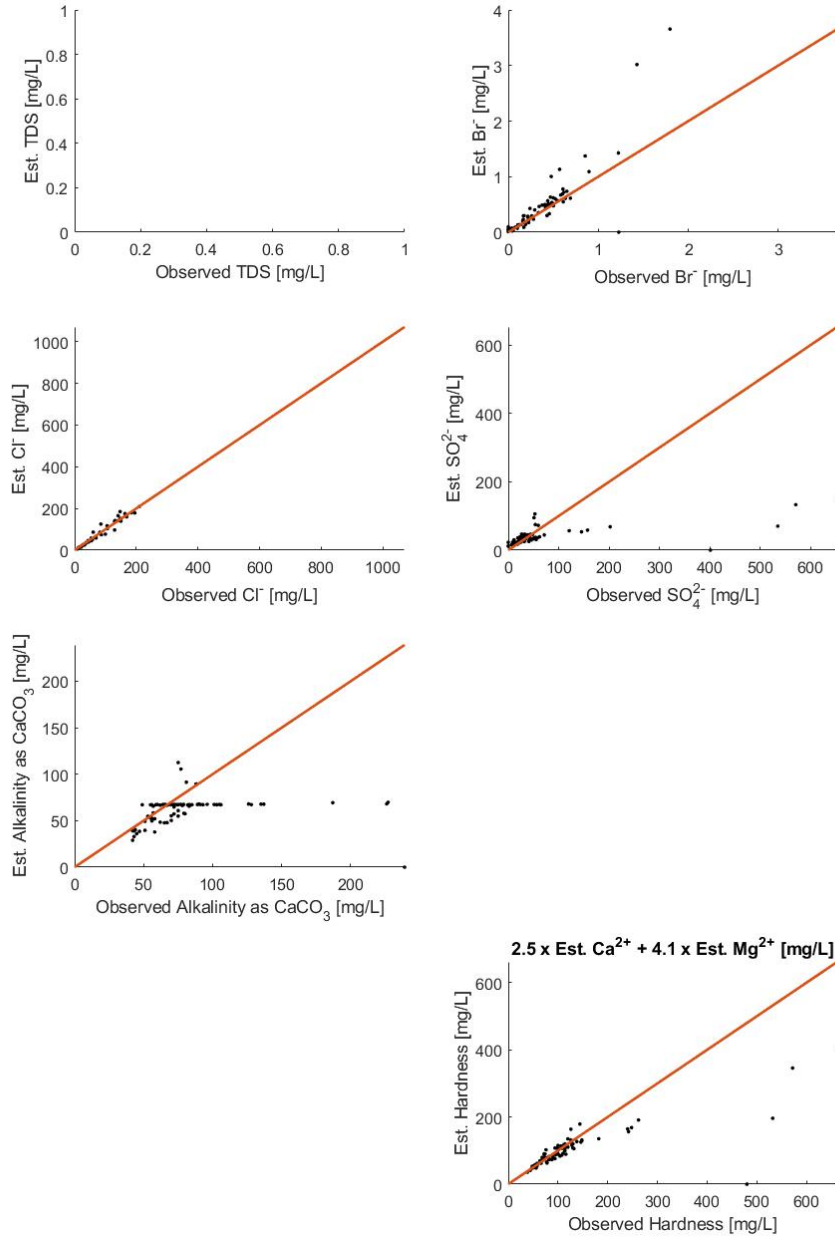 1
0.8
0.6
0.4
0.2
0
Est. TDS [mg/L]
0 0.2 0.4 0.6 0.8 1
Observed TDS [mg/L]
4
3
2
1
0
Est. Br⁻ [mg/L]
0 1 2 3
Observed Br⁻ [mg/L]
1000
800
600
400
200
0
Est. Cl⁻ [mg/L]
0 200 400 600 800 1000
Observed Cl⁻ [mg/L]
600
400
200
0
Est. SO₄²⁻ [mg/L]
0 100 200 300 400 500 600
Observed SO₄²⁻ [mg/L]
200
150
100
50
0
Est. Alkalinity as CaCO₃ [mg/L]
50 100 150 200
Observed Alkalinity as CaCO₃ [mg/L]
2.5 x Est. Ca²⁺ + 4.1 x Est. Mg²⁺ [mg/L]
600
400
200
0
Est. Hardness [mg/L]
0 100 200 300 400 500 600
Observed Hardness [mg/L]